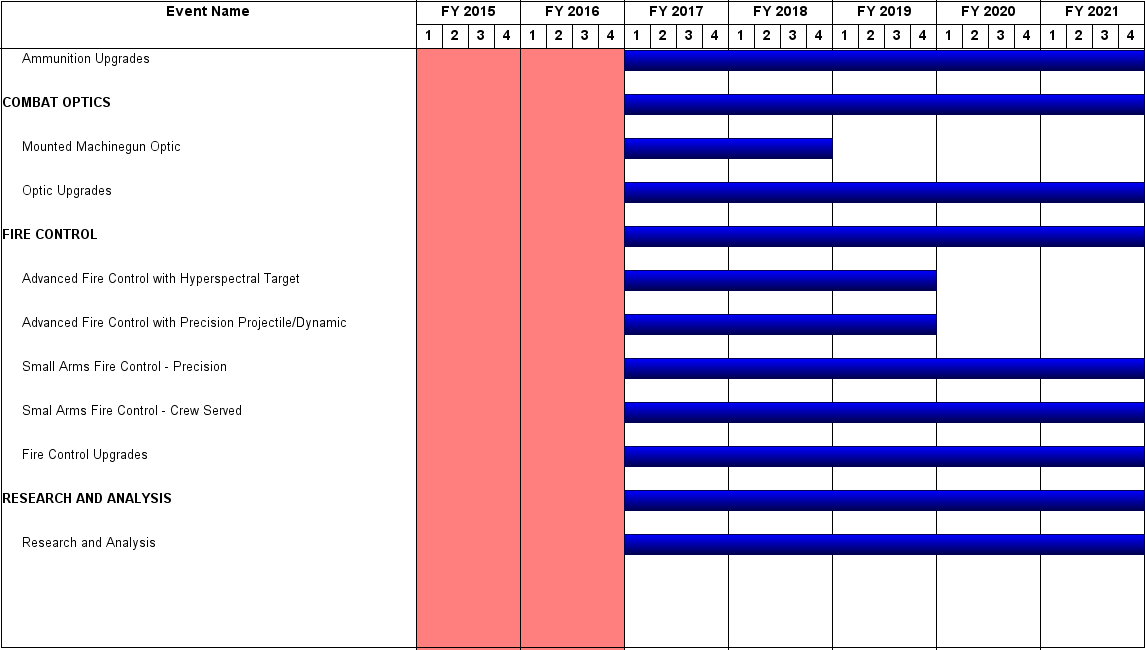 Event Name FY 2015 FY 2016 FY 2017 FY 2018 FY 2019 FY 2020 FY 2021
1 2 3 4 1 2 3 4 1 2 3 4 1 2 3 4 1 2 3 4 1 2 3 4 1 2 3 4
Ammunition Upgrades
COMBAT OPTICS
Mounted Machinegun Optic
Optic Upgrades
FIRE CONTROL
Advanced Fire Control with Hyperspectral Target
Advanced Fire Control with Precision Projectile/Dynamic
Small Arms Fire Control - Precision
Smal Arms Fire Control - Crew Served
Fire Control Upgrades
RESEARCH AND ANALYSIS
Research and Analysis